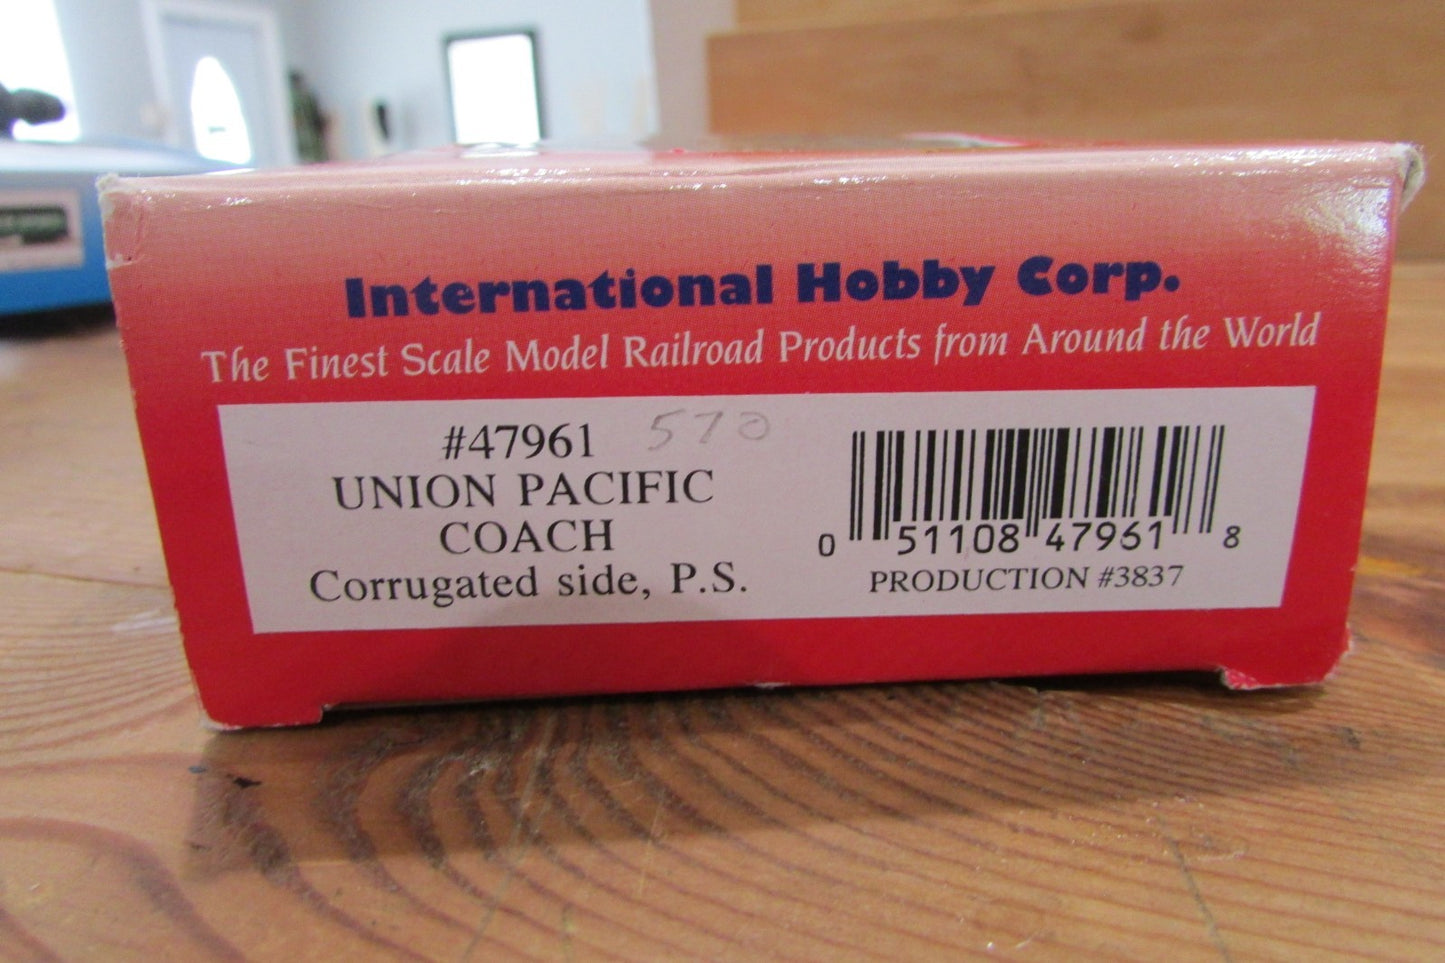 International Hobby Corp.
The Finest Scale Model Railroad Products from Around the World
#47961 570
UNION PACIFIC
COACH
Corrugated side, P.S.
0 51108 47961 8
PRODUCTION #3837